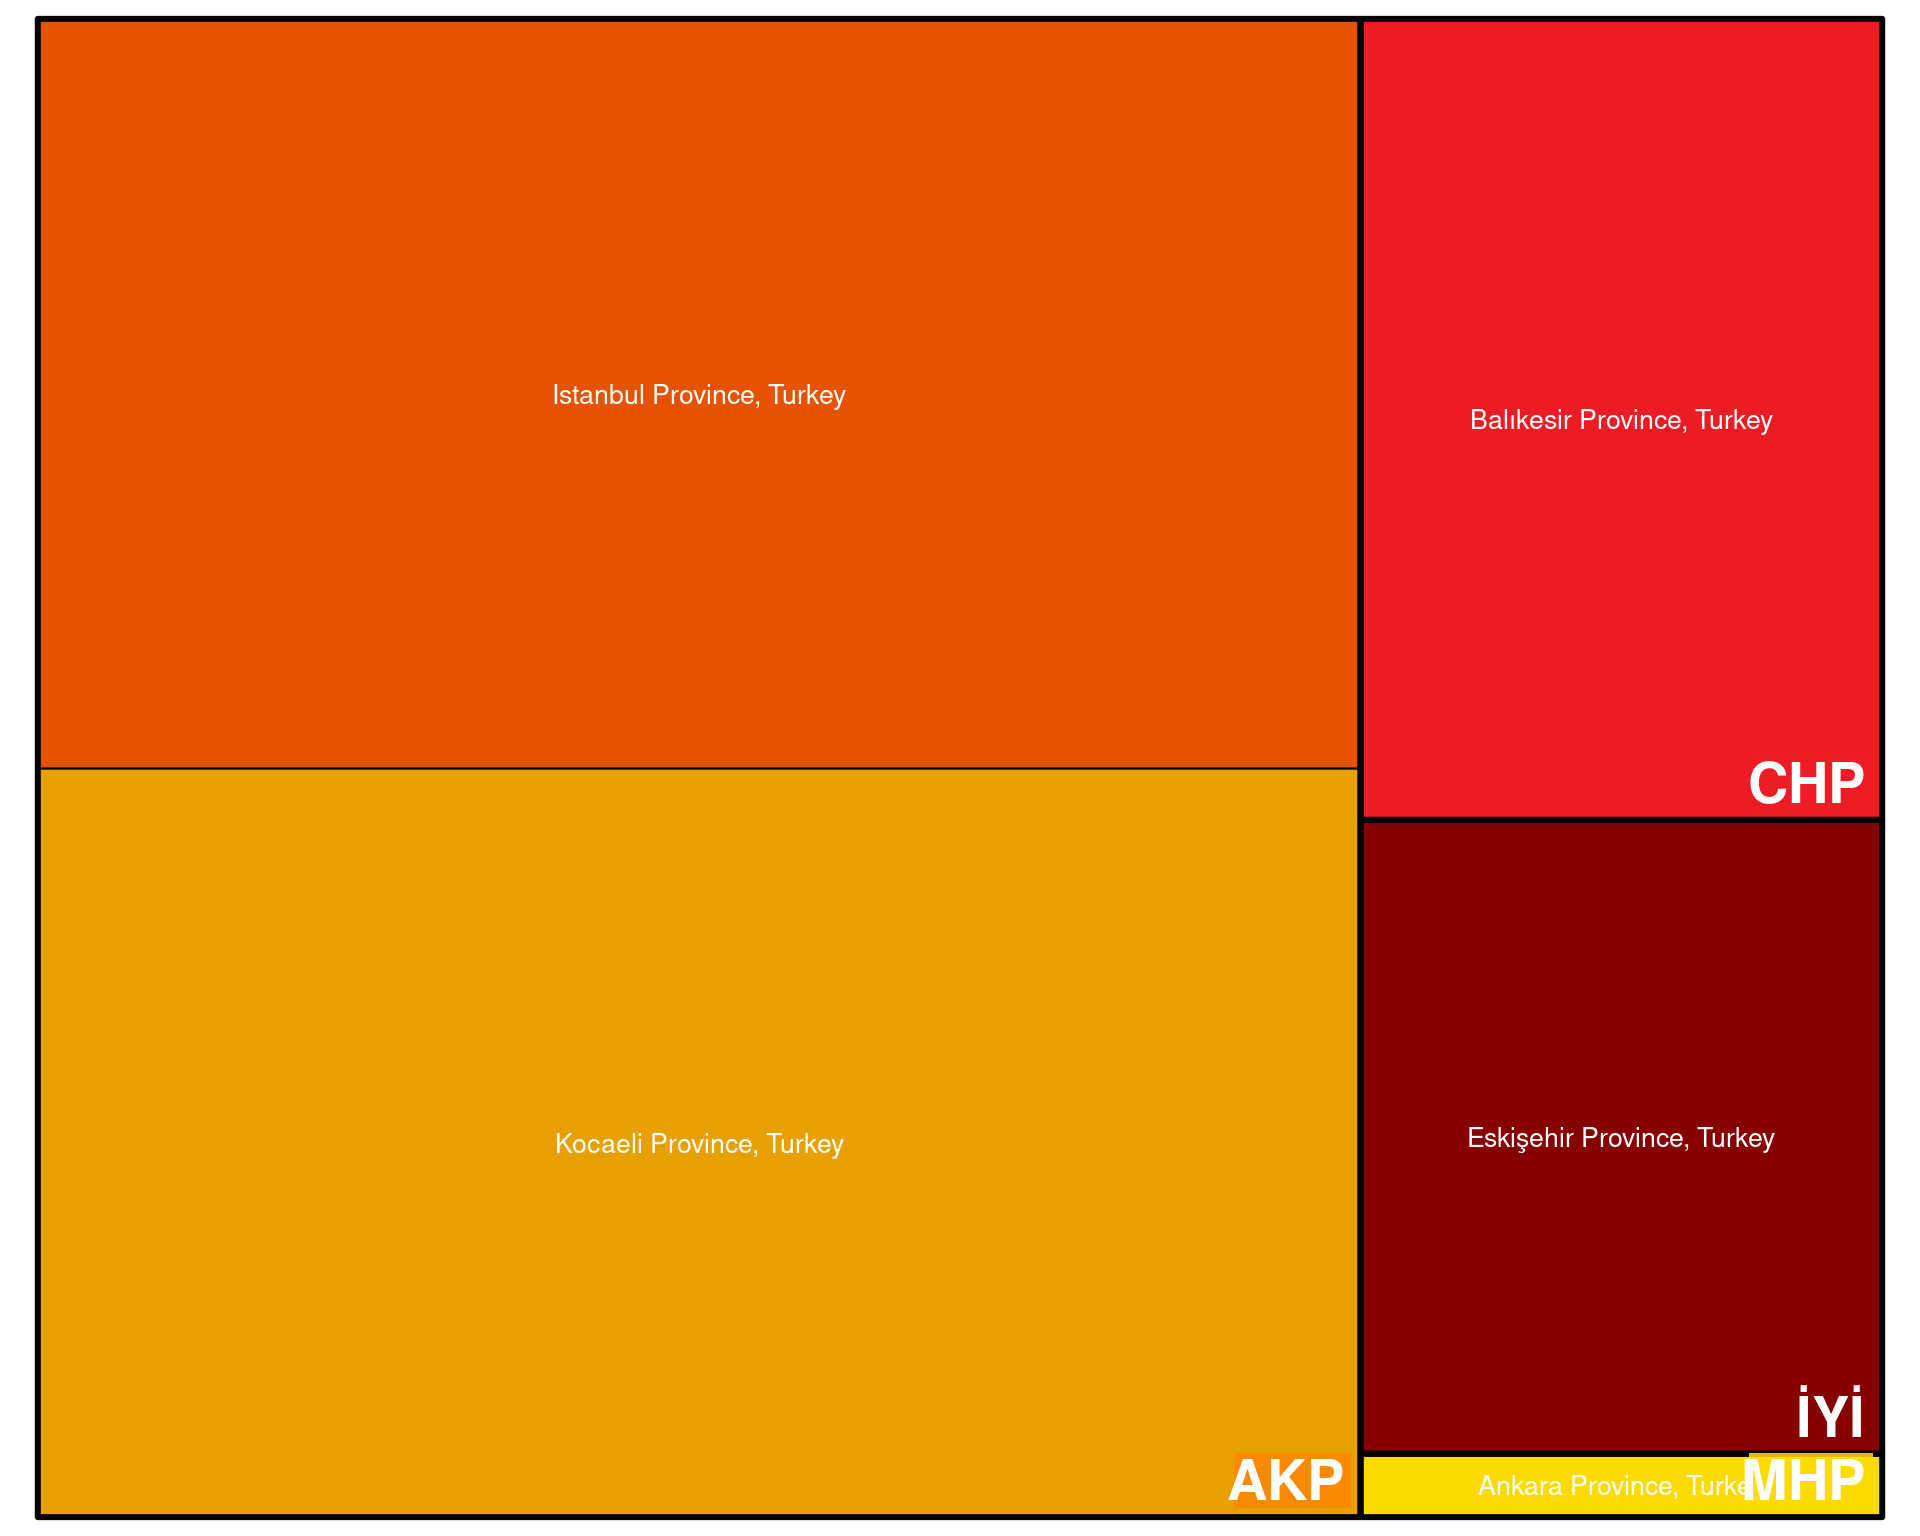 Istanbul Province, Turkey
Kocaeli Province, Turkey
AKP
Balıkesir Province, Turkey
CHP
Eskişehir Province, Turkey
İYİ
Ankara Province, Turke
MHP